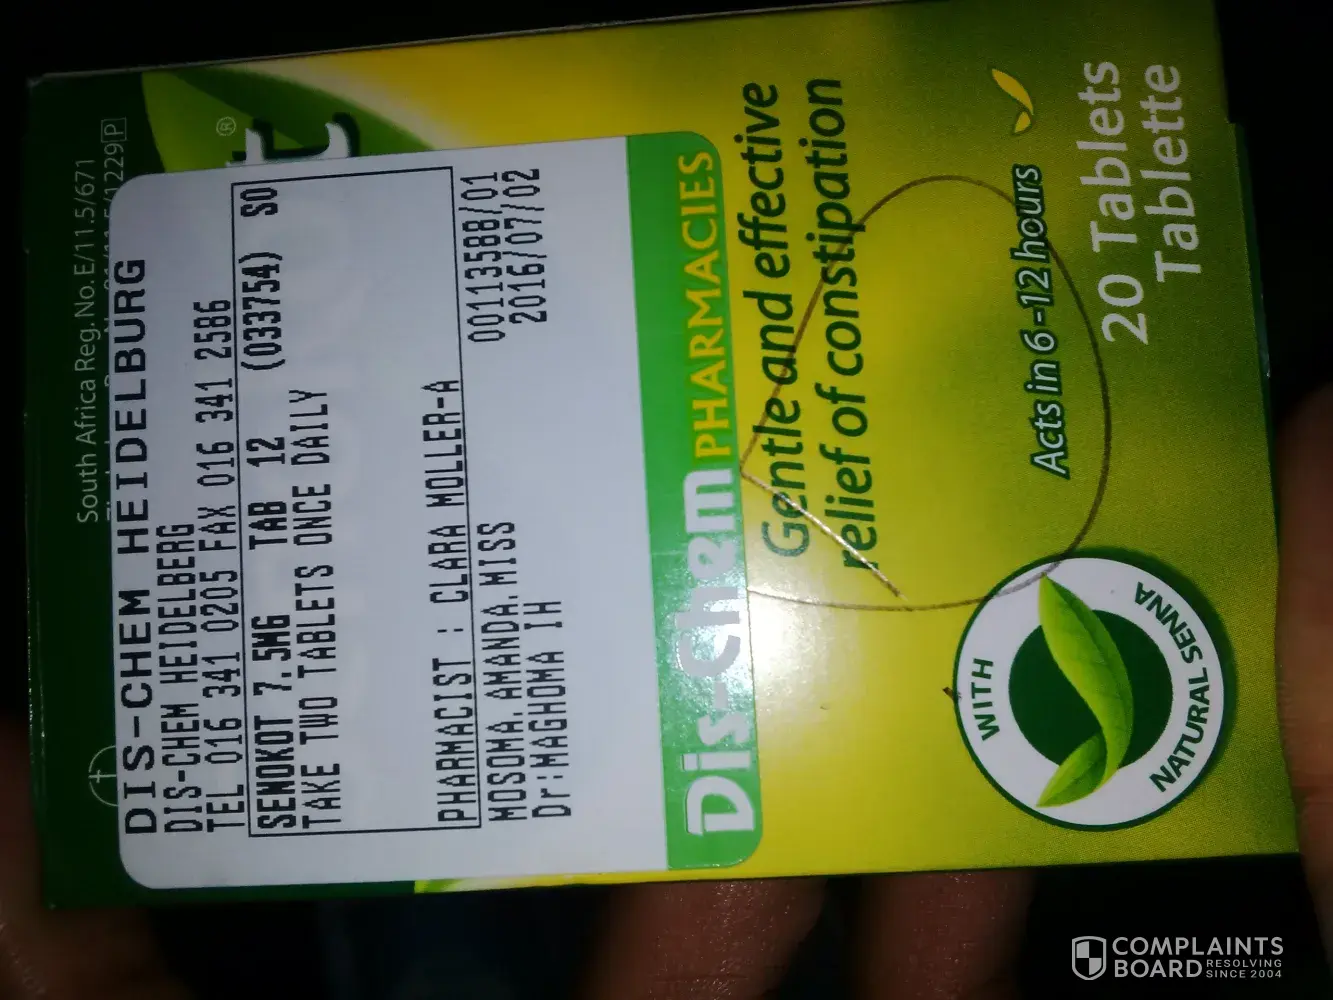 South Africa Reg. No. E/11.5/671
/1229 P
t®
DIS-CHEM HEIDELBURG
DIS-CHEM HEIDELBERG
TEL 016 341 0205 FAX 016 341 2586
SENOKOT 7.5MG TAB 12 (033754) SO
TAKE TWO TABLETS ONCE DAILY
PHARMACIST : CLARA MOLLER-A
MOSOMA, AMANDA.MISS 00113588/01
Dr:MAGHOMA IH 2016/07/02
Dis-Chem PHARMACIES
Gentle and effective
relief of constipation
Acts in 6-12 hours
20 Tablets
Tablette
WITH
NATURAL SENNA
COMPLAINTS
BOARD RESOLVING
SINCE 2004